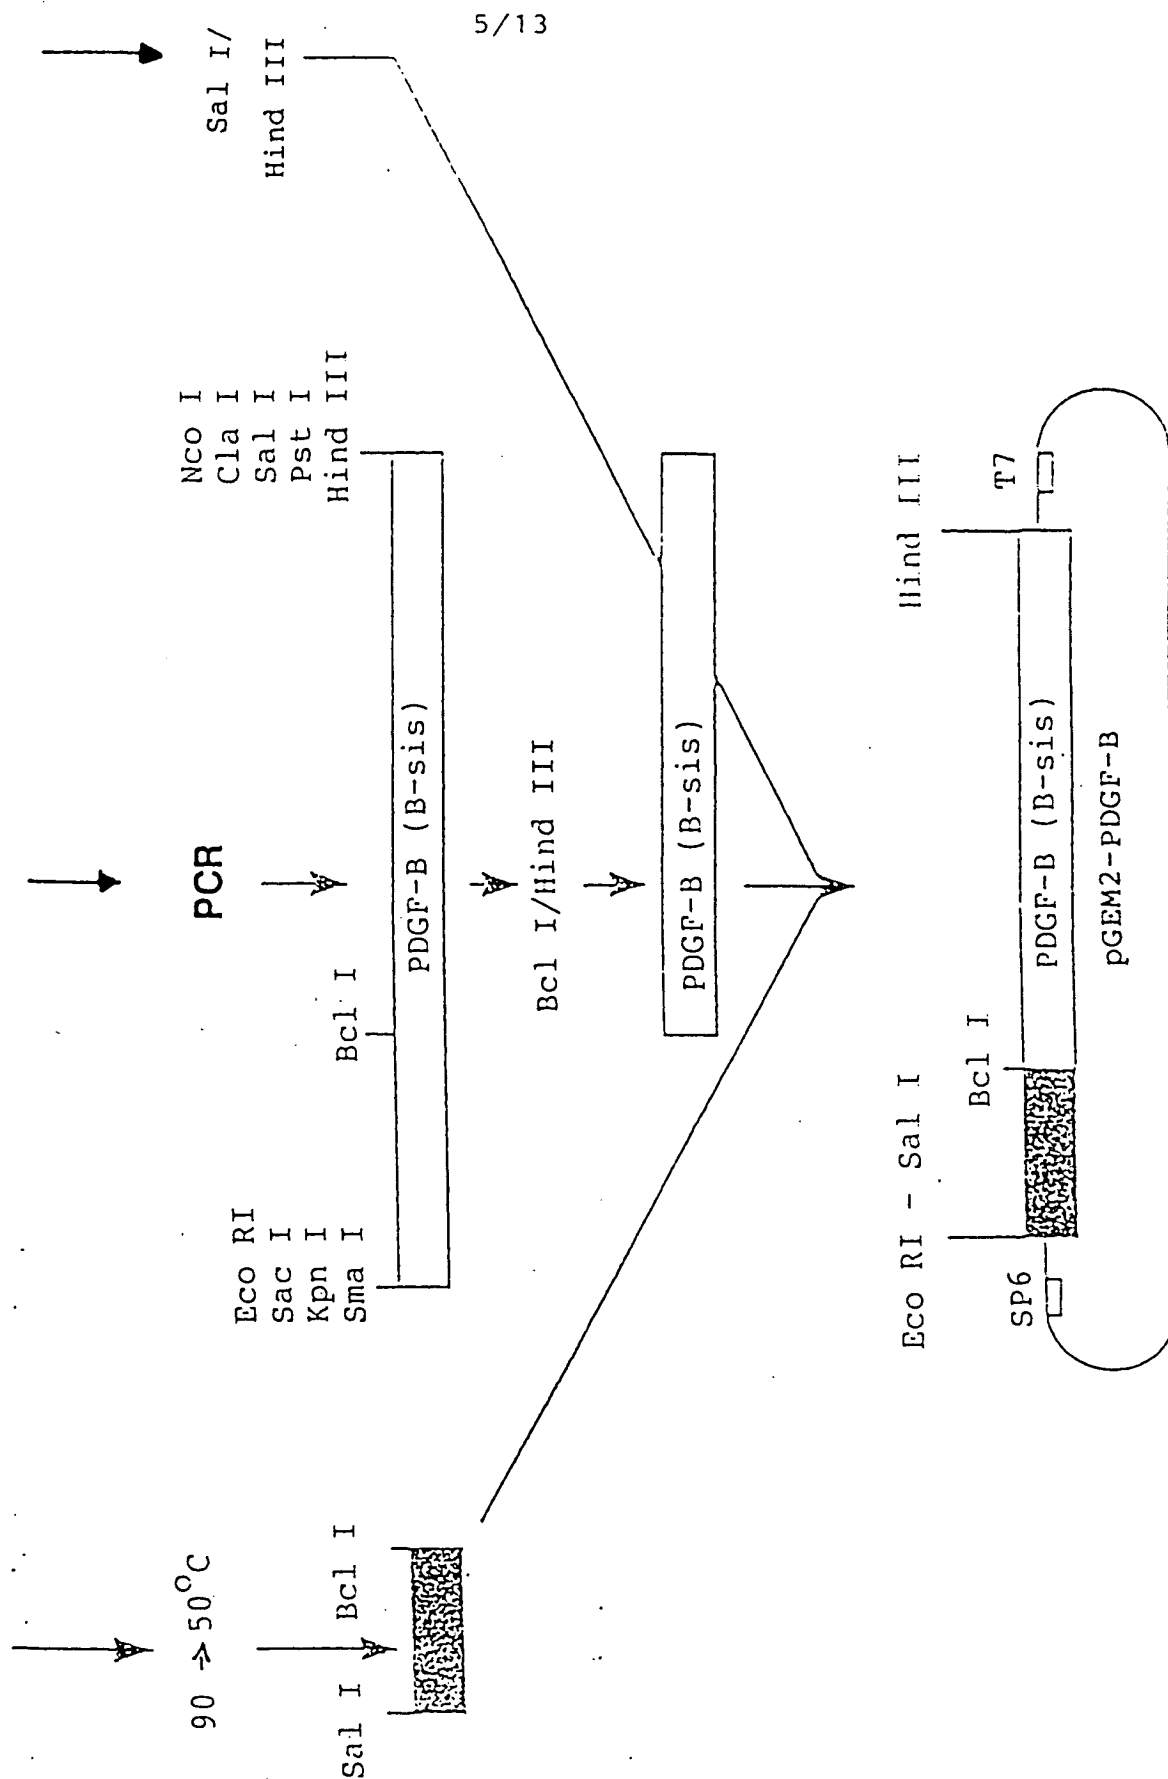 5/13
90 → 50°C
Sal I
Bcl I
PCR
Eco RI
Sac I
Kpn I
Sma I
Bcl I
Nco I
Cla I
Sal I
Pst I
Hind III
PDGF-B (B-sis)
Bcl I/Hind III
PDGF-B (B-sis)
Sal I/
Hind III
Eco RI - Sal I
Bcl I
Hind III
SP6
PDGF-B (B-sis)
T7
pGEM2-PDGF-B